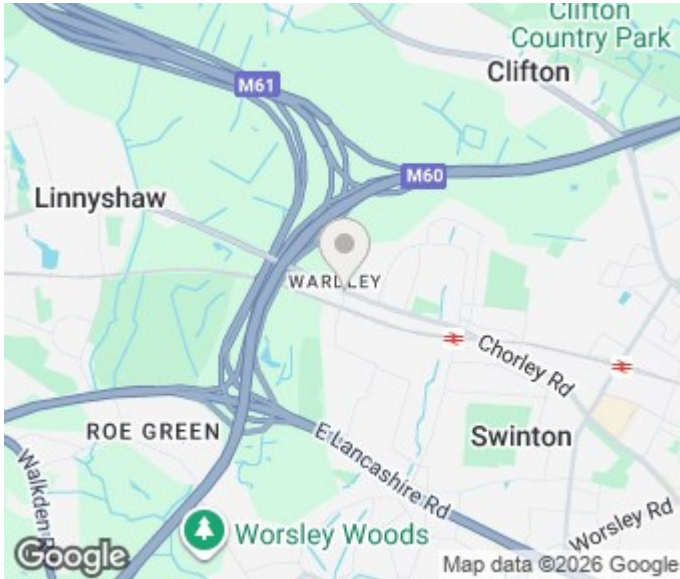 Clifton
Country Park
Clifton
M61
M60
Linnyshaw
WARDLEY
Chorley Rd
ROE GREEN
E Lancashire Rd
Swinton
Walkden R
Worsley Rd
Worsley Woods
Google
Map data ©2026 Google